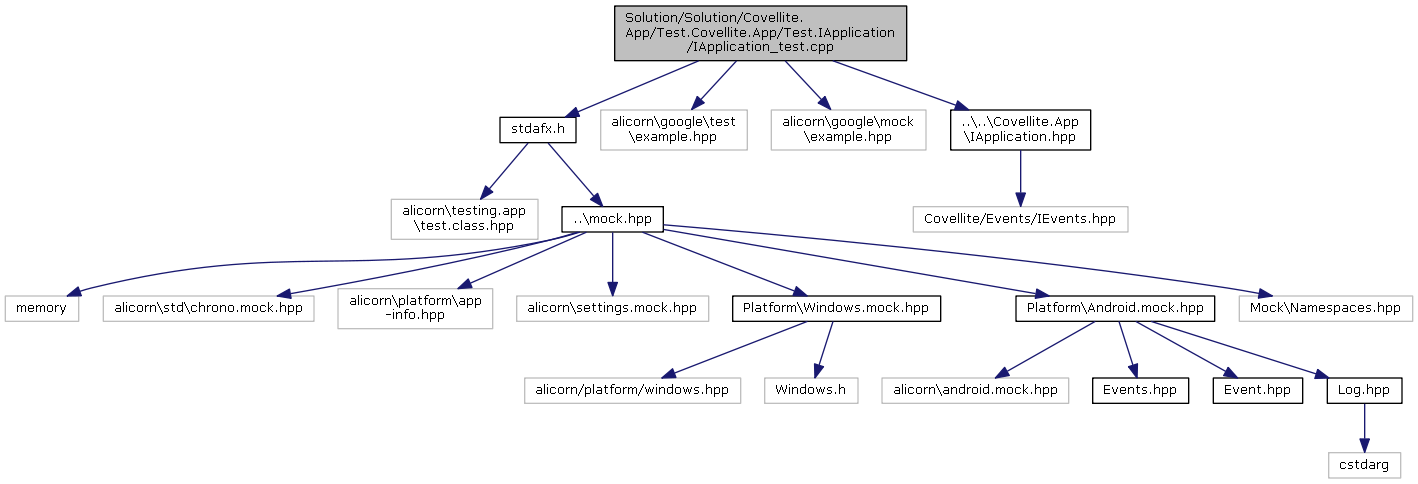 Solution/Solution/Covellite.
App/Test.Covellite.App/Test.IApplication
/IApplication_test.cpp
stdafx.h
alicorn\google\test
\example.hpp
alicorn\google\mock
\example.hpp
..\..\Covellite.App
\IApplication.hpp
alicorn\testing.app
\test.class.hpp
..\mock.hpp
Covellite/Events/IEvents.hpp
memory
alicorn\std\chrono.mock.hpp
alicorn\platform\app
-info.hpp
alicorn\settings.mock.hpp
Platform\Windows.mock.hpp
Platform\Android.mock.hpp
Mock\Namespaces.hpp
alicorn/platform/windows.hpp
Windows.h
alicorn\android.mock.hpp
Events.hpp
Event.hpp
Log.hpp
cstdarg